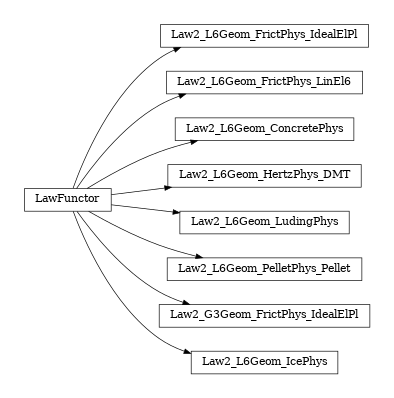 Law2_L6Geom_FrictPhys_IdealElPl
Law2_L6Geom_FrictPhys_LinEl6
Law2_L6Geom_ConcretePhys
Law2_L6Geom_HertzPhys_DMT
LawFunctor
Law2_L6Geom_LudingPhys
Law2_L6Geom_PelletPhys_Pellet
Law2_G3Geom_FrictPhys_IdealElPl
Law2_L6Geom_IcePhys